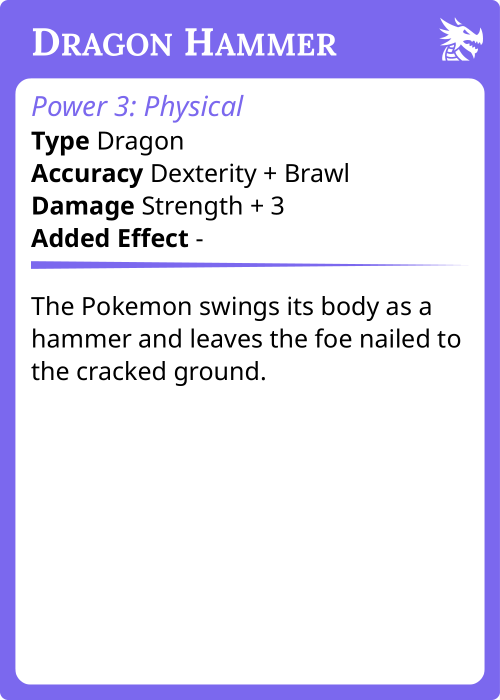 Dragon Hammer
Power 3: Physical
Type Dragon
Accuracy Dexterity + Brawl
Damage Strength + 3
Added Effect -
The Pokemon swings its body as a
hammer and leaves the foe nailed to
the cracked ground.